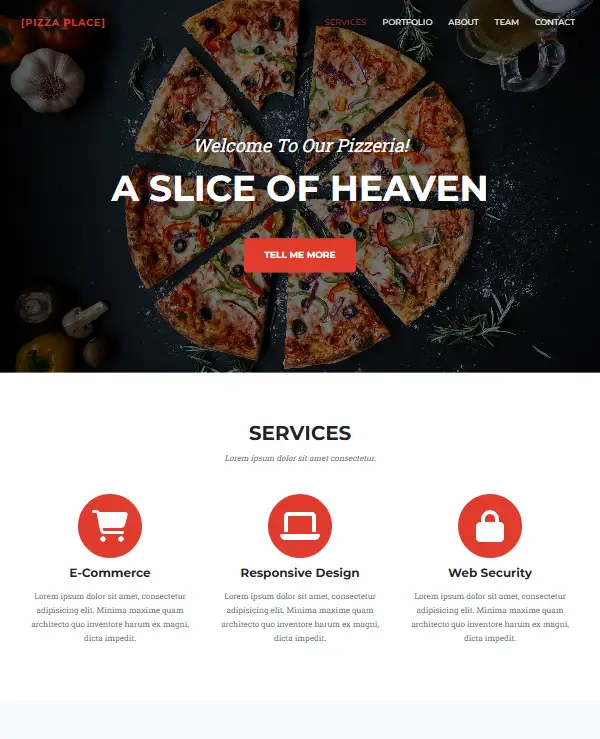 [PIZZA PLACE]
SERVICES PORTFOLIO ABOUT TEAM CONTACT
Welcome To Our Pizzeria!
A SLICE OF HEAVEN
TELL ME MORE
SERVICES
Lorem ipsum dolor sit amet consectetur.
E-Commerce
Lorem ipsum dolor sit amet, consectetur
adipisicing elit. Minima maxime quam
architecto quo inventore harum ex magni,
dicta impedit.
Responsive Design
Lorem ipsum dolor sit amet, consectetur
adipisicing elit. Minima maxime quam
architecto quo inventore harum ex magni,
dicta impedit.
Web Security
Lorem ipsum dolor sit amet, consectetur
adipisicing elit. Minima maxime quam
architecto quo inventore harum ex magni,
dicta impedit.